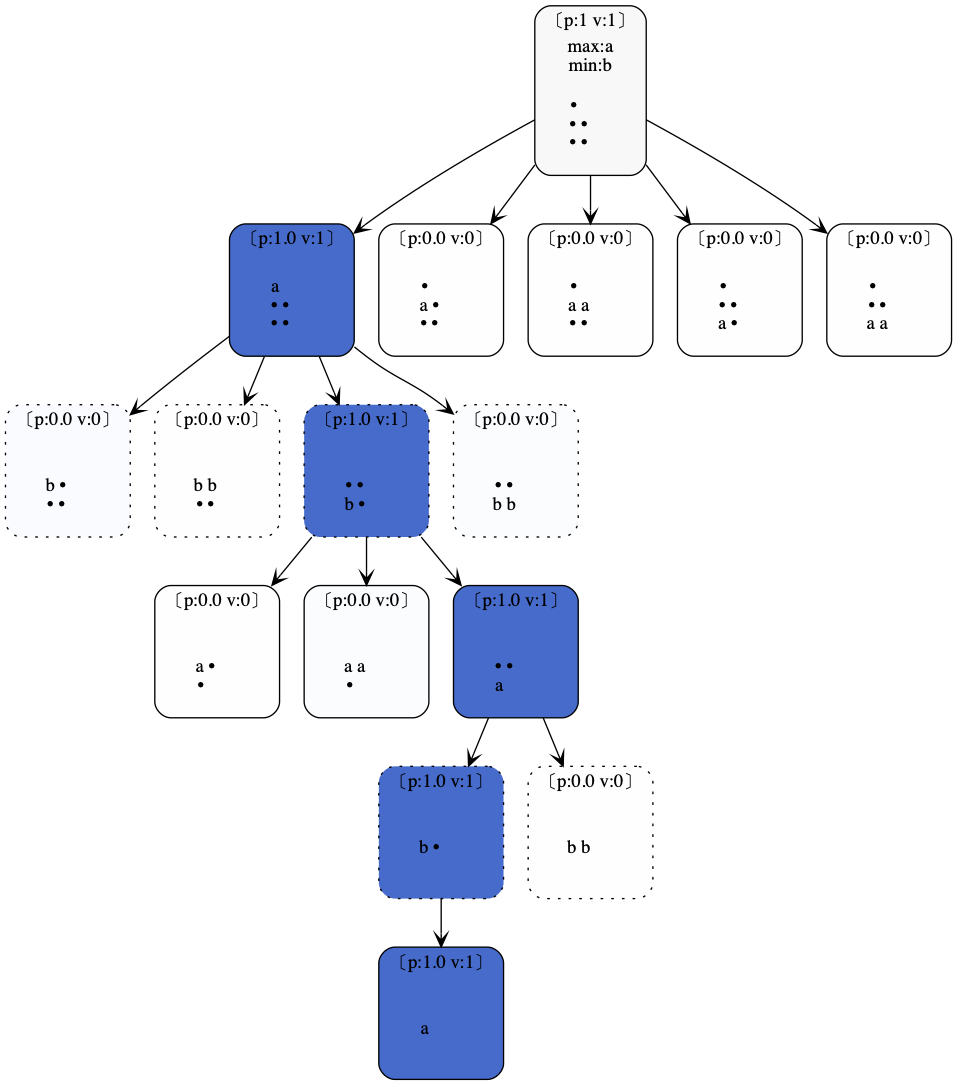 〔p:1 v:1〕
max:a
min:b
•
• •
• •
〔p:1.0 v:1〕
a
• •
• •
〔p:0.0 v:0〕
•
a •
• •
〔p:0.0 v:0〕
•
a a
• •
〔p:0.0 v:0〕
•
• •
a •
〔p:0.0 v:0〕
•
• •
a a
〔p:0.0 v:0〕
b •
• •
〔p:0.0 v:0〕
b b
• •
〔p:1.0 v:1〕
• •
b •
〔p:0.0 v:0〕
• •
b b
〔p:0.0 v:0〕
a •
•
〔p:0.0 v:0〕
a a
•
〔p:1.0 v:1〕
• •
a
〔p:1.0 v:1〕
b •
〔p:0.0 v:0〕
b b
〔p:1.0 v:1〕
a